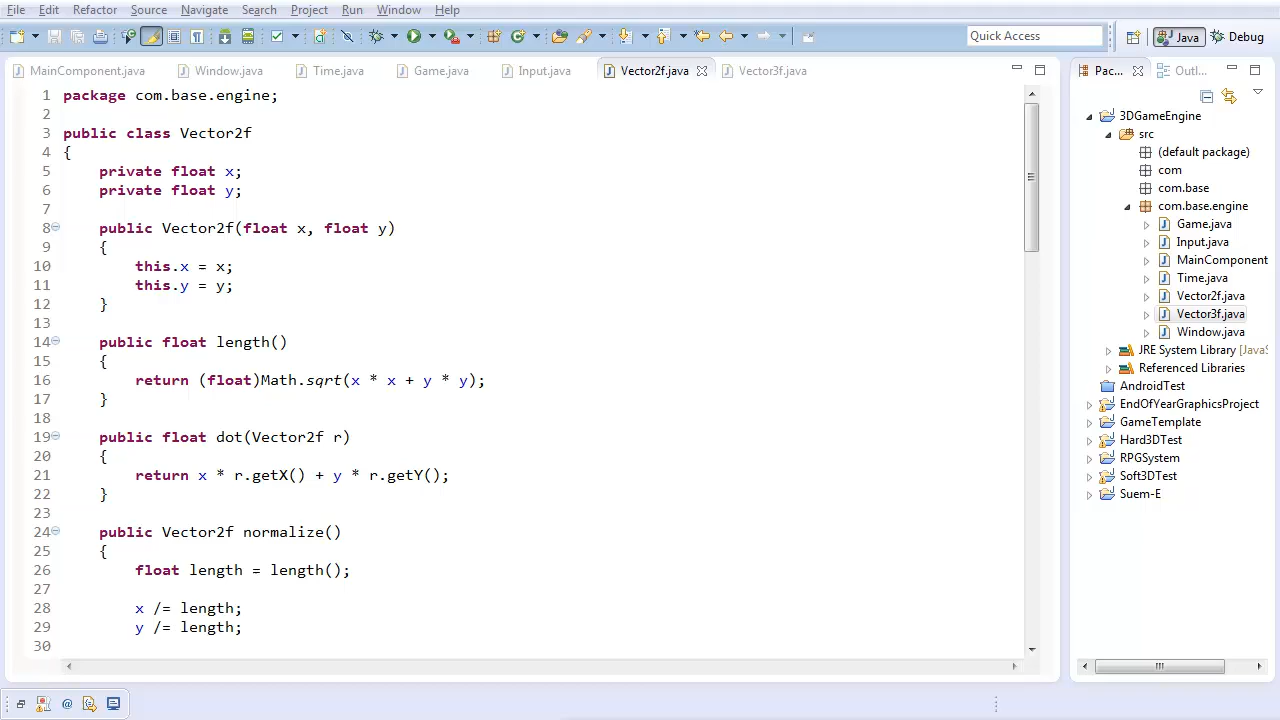 File Edit Refactor Source Navigate Search Project Run Window Help
Quick Access Java Debug
MainComponent.java Window.java Time.java Game.java Input.java Vector2f.java Vector3f.java
1 package com.base.engine;
2
3 public class Vector2f
4 {
5 private float x;
6 private float y;
7
8 public Vector2f(float x, float y)
9 {
10 this.x = x;
11 this.y = y;
12 }
13
14 public float length()
15 {
16 return (float)Math.sqrt(x * x + y * y);
17 }
18
19 public float dot(Vector2f r)
20 {
21 return x * r.getX() + y * r.getY();
22 }
23
24 public Vector2f normalize()
25 {
26 float length = length();
27
28 x /= length;
29 y /= length;
30
Pac... Outl...
3DGameEngine
src
(default package)
com
com.base
com.base.engine
Game.java
Input.java
MainComponent
Time.java
Vector2f.java
Vector3f.java
Window.java
JRE System Library [JavaS
Referenced Libraries
AndroidTest
EndOfYearGraphicsProject
GameTemplate
Hard3DTest
RPGSystem
Soft3DTest
Suem-E